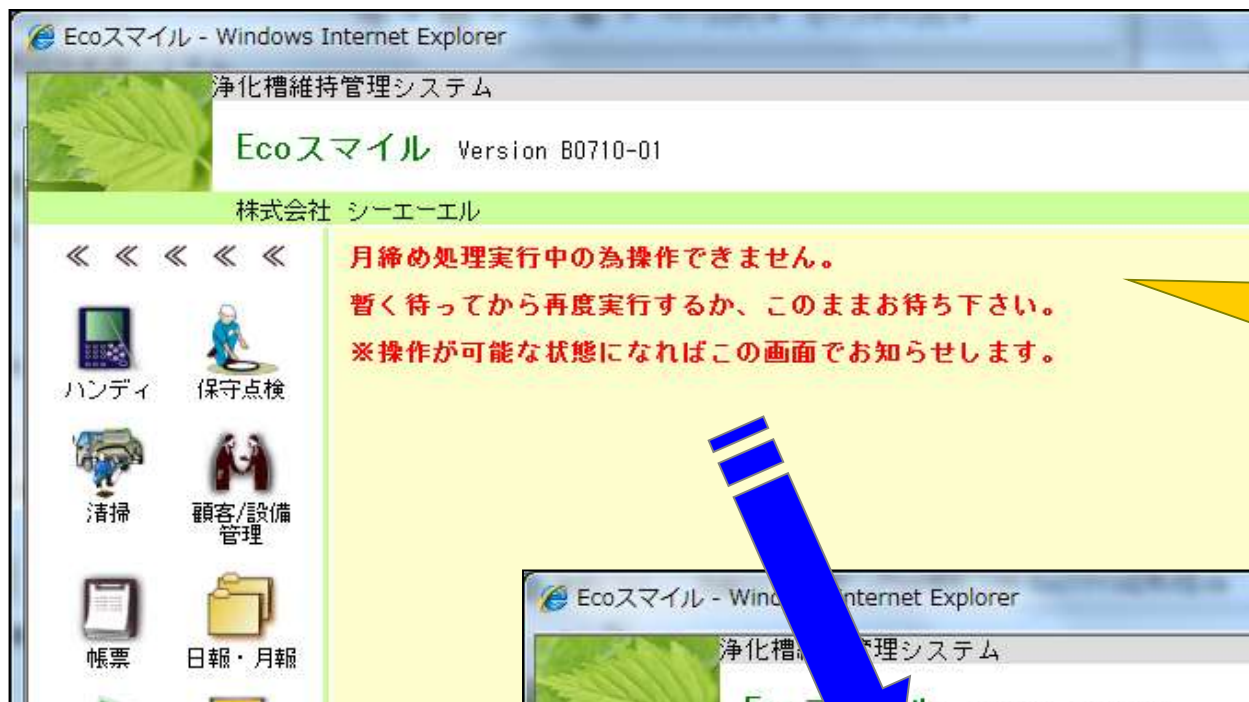 Ecoスマイル - Windows Internet Explorer
浄化槽維持管理システム
Ecoスマイル Version B0710-01
株式会社 シーエーエル
≪ ≪ ≪ ≪ ≪
月締め処理実行中の為操作できません。
暫く待ってから再度実行するか、このままお待ち下さい。
※操作が可能な状態になればこの画面でお知らせします。
ハンディ 保守点検
清掃 顧客/設備
管理
帳票 日報・月報
Ecoスマイル - Wind nternet Explorer
浄化槽 理システム